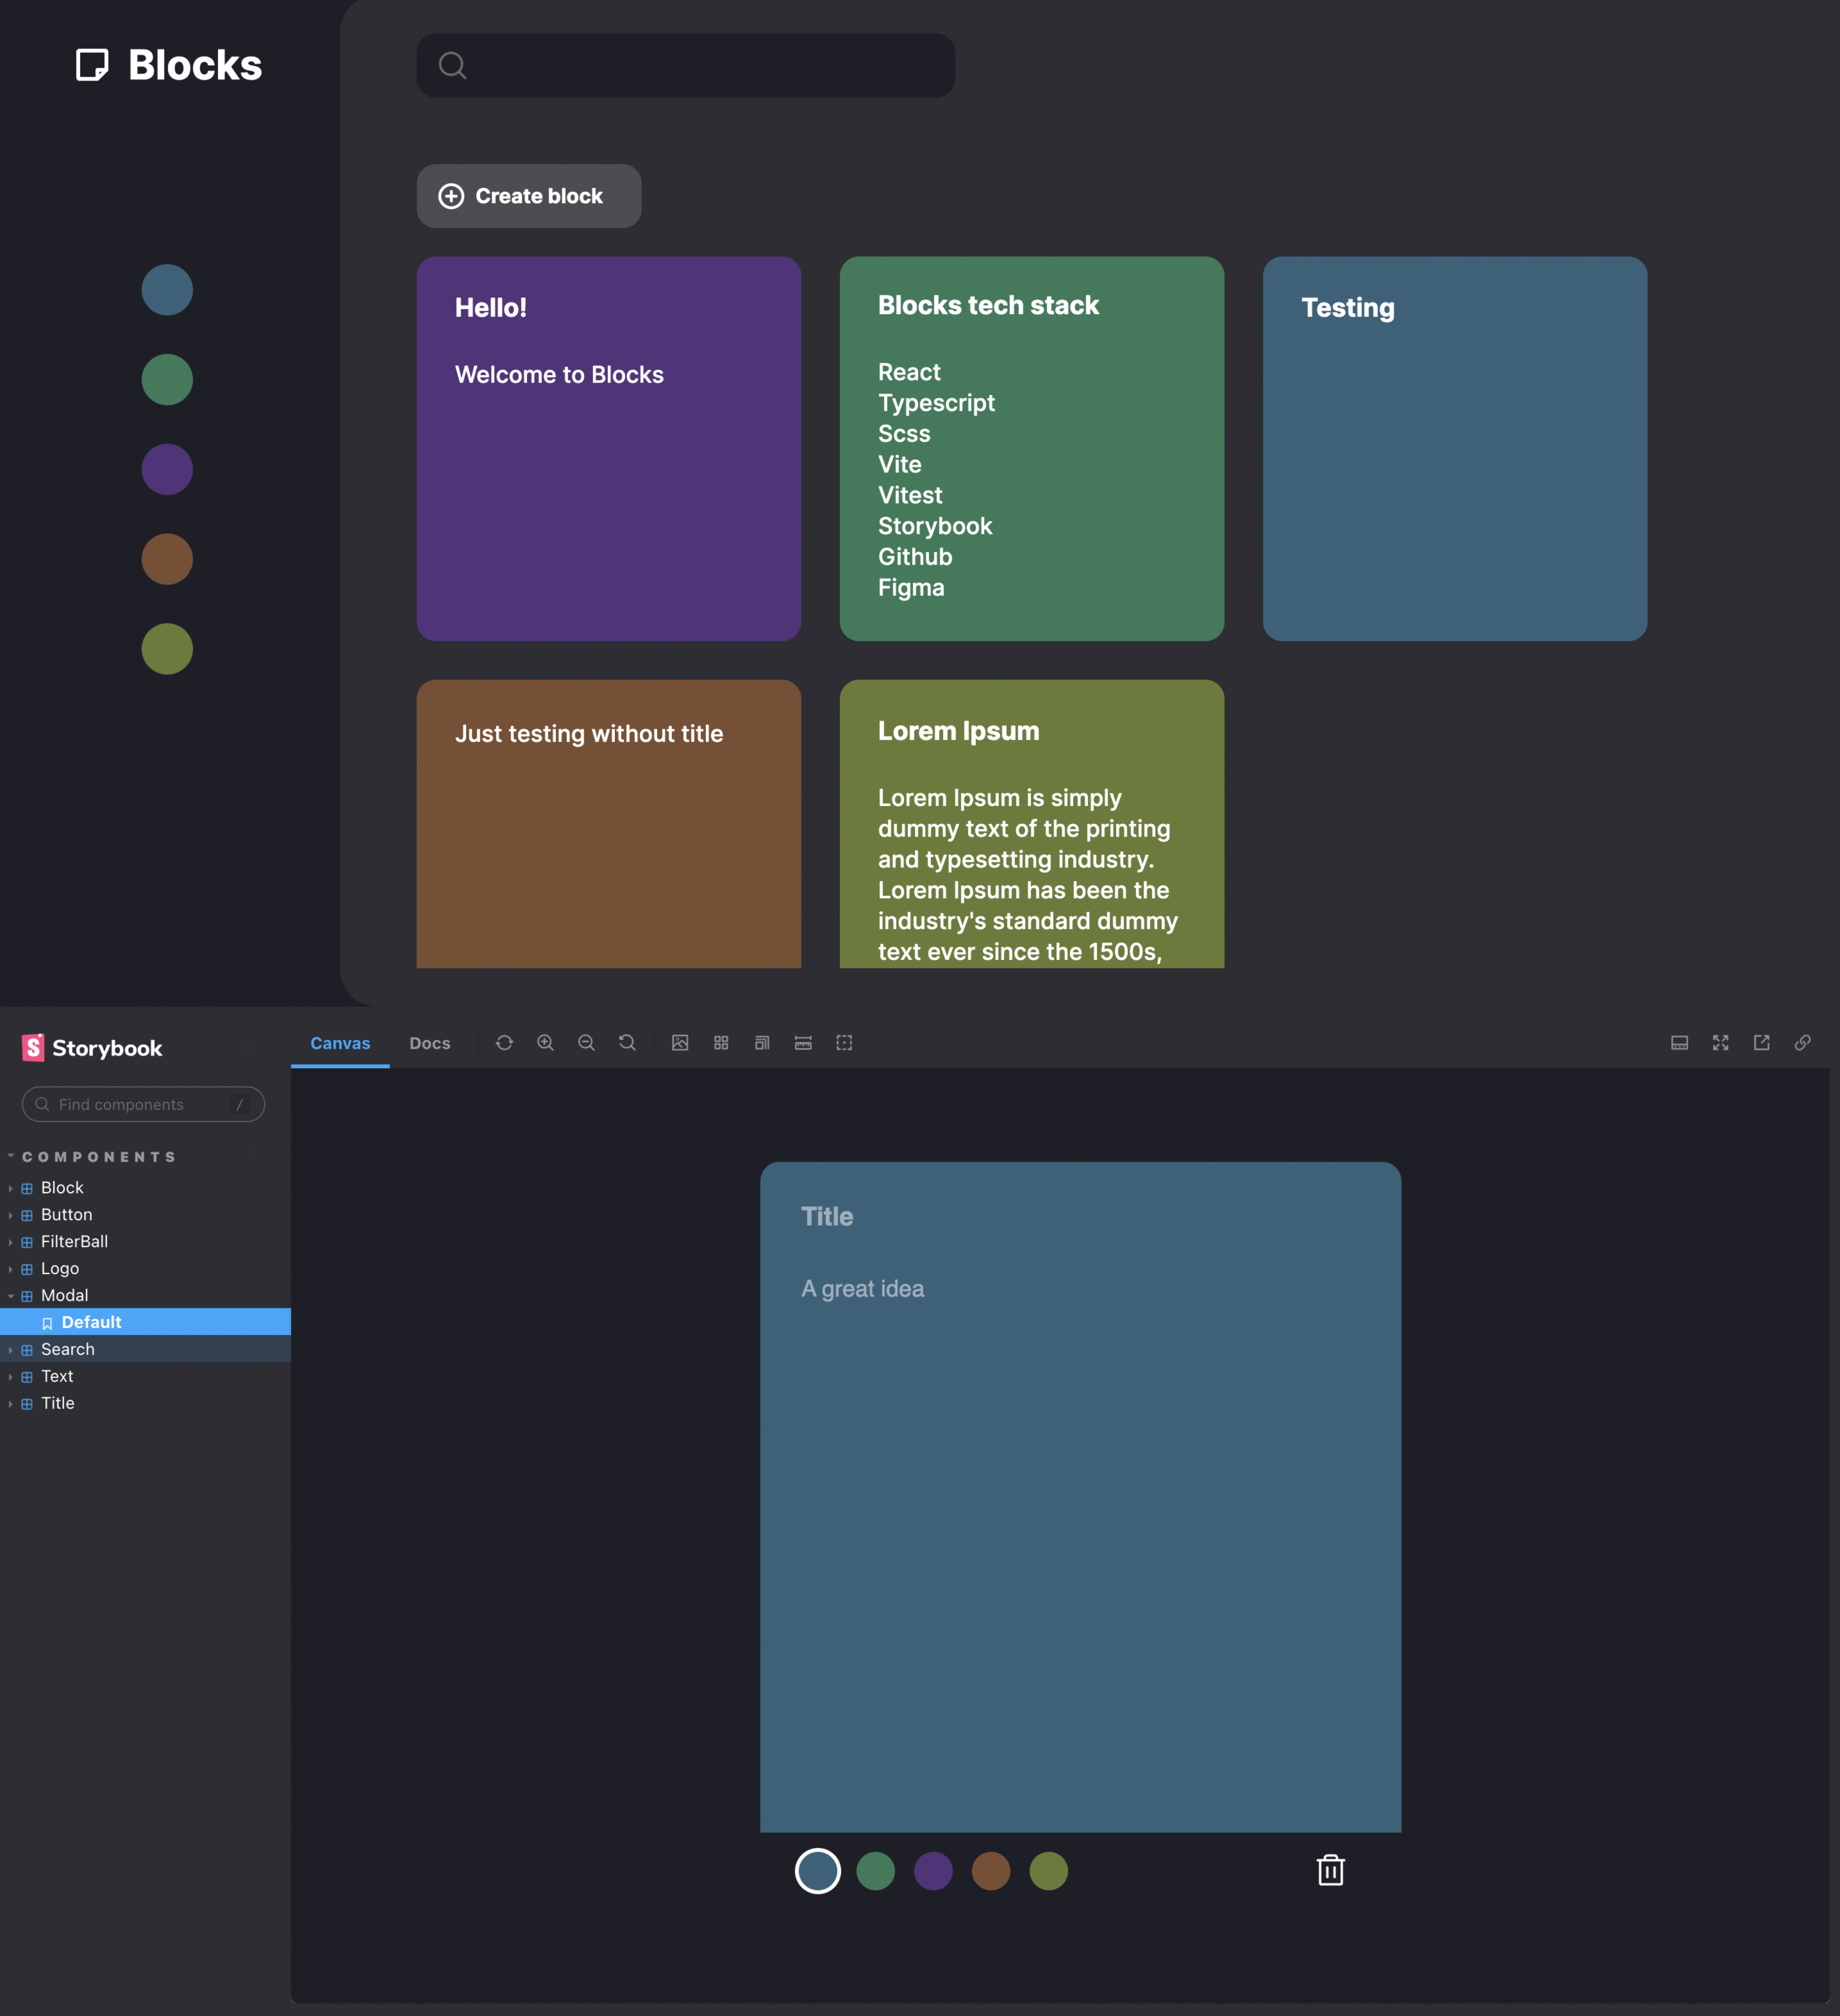 Blocks
Create block
Hello!
Welcome to Blocks
Blocks tech stack
React
Typescript
Scss
Vite
Vitest
Storybook
Github
Figma
Testing
Just testing without title
Lorem Ipsum
Lorem Ipsum is simply
dummy text of the printing
and typesetting industry.
Lorem Ipsum has been the
industry's standard dummy
text ever since the 1500s,
S Storybook
Canvas
Docs
Find components
/
COMPONENTS
Block
Button
FilterBall
Logo
Modal
Default
Search
Text
Title
Title
A great idea